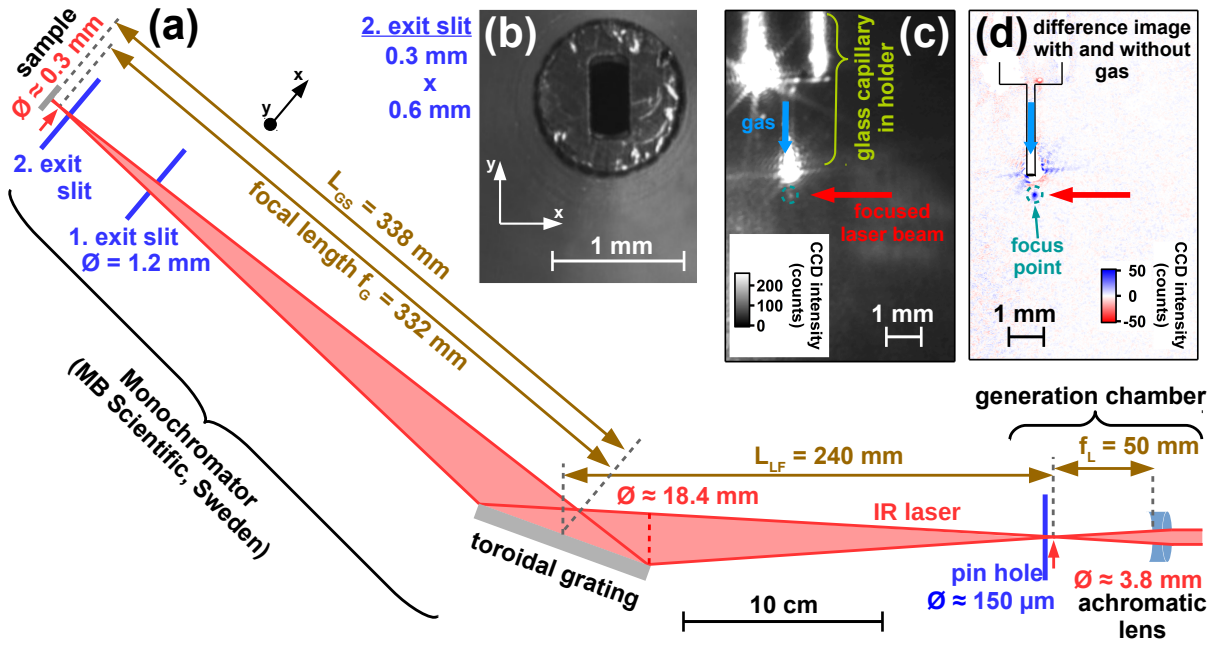 (a)
sample
Ø ≈ 0.3 mm
x
y
2. exit
slit
1. exit slit
Ø = 1.2 mm
L_GS = 338 mm
focal length f_G = 332 mm
Monochromator
(MB Scientific, Sweden)
toroidal grating
Ø ≈ 18.4 mm
L_LF = 240 mm
IR laser
generation chamber
f_L = 50 mm
pin hole
Ø ≈ 150 µm
Ø ≈ 3.8 mm
achromatic
lens
10 cm
2. exit slit
0.3 mm
x
0.6 mm
(b)
y
x
1 mm
(c)
glass capillary
in holder
gas
focused
laser beam
200
100
0
CCD intensity
(counts)
1 mm
(d)
difference image
with and without
gas
focus
point
50
0
-50
CCD intensity
(counts)
1 mm